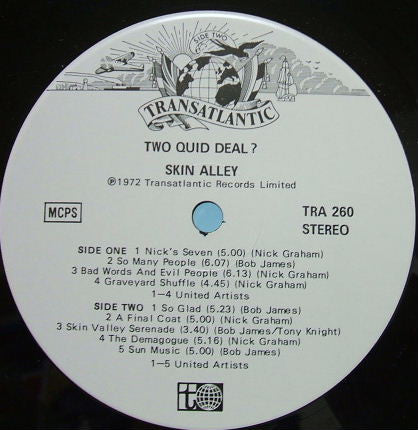 SIDE TWO
TRANSATLANTIC
TWO QUID DEAL?
SKIN ALLEY
℗1972 Transatlantic Records Limited
MCPS
TRA 260
STEREO
SIDE ONE 1 Nick's Seven (5.00) (Nick Graham)
2 So Many People (6.07) (Bob James)
3 Bad Words And Evil People (6.13) (Nick Graham)
4 Graveyard Shuffle (4.45) (Nick Graham)
1—4 United Artists
SIDE TWO 1 So Glad (5.23) (Bob James)
2 A Final Coat (5.00) (Nick Graham)
3 Skin Valley Serenade (3.40) (Bob James/Tony Knight)
4 The Demagogue (5.16) (Nick Graham)
5 Sun Music (5.00) (Bob James)
1—5 United Artists
t